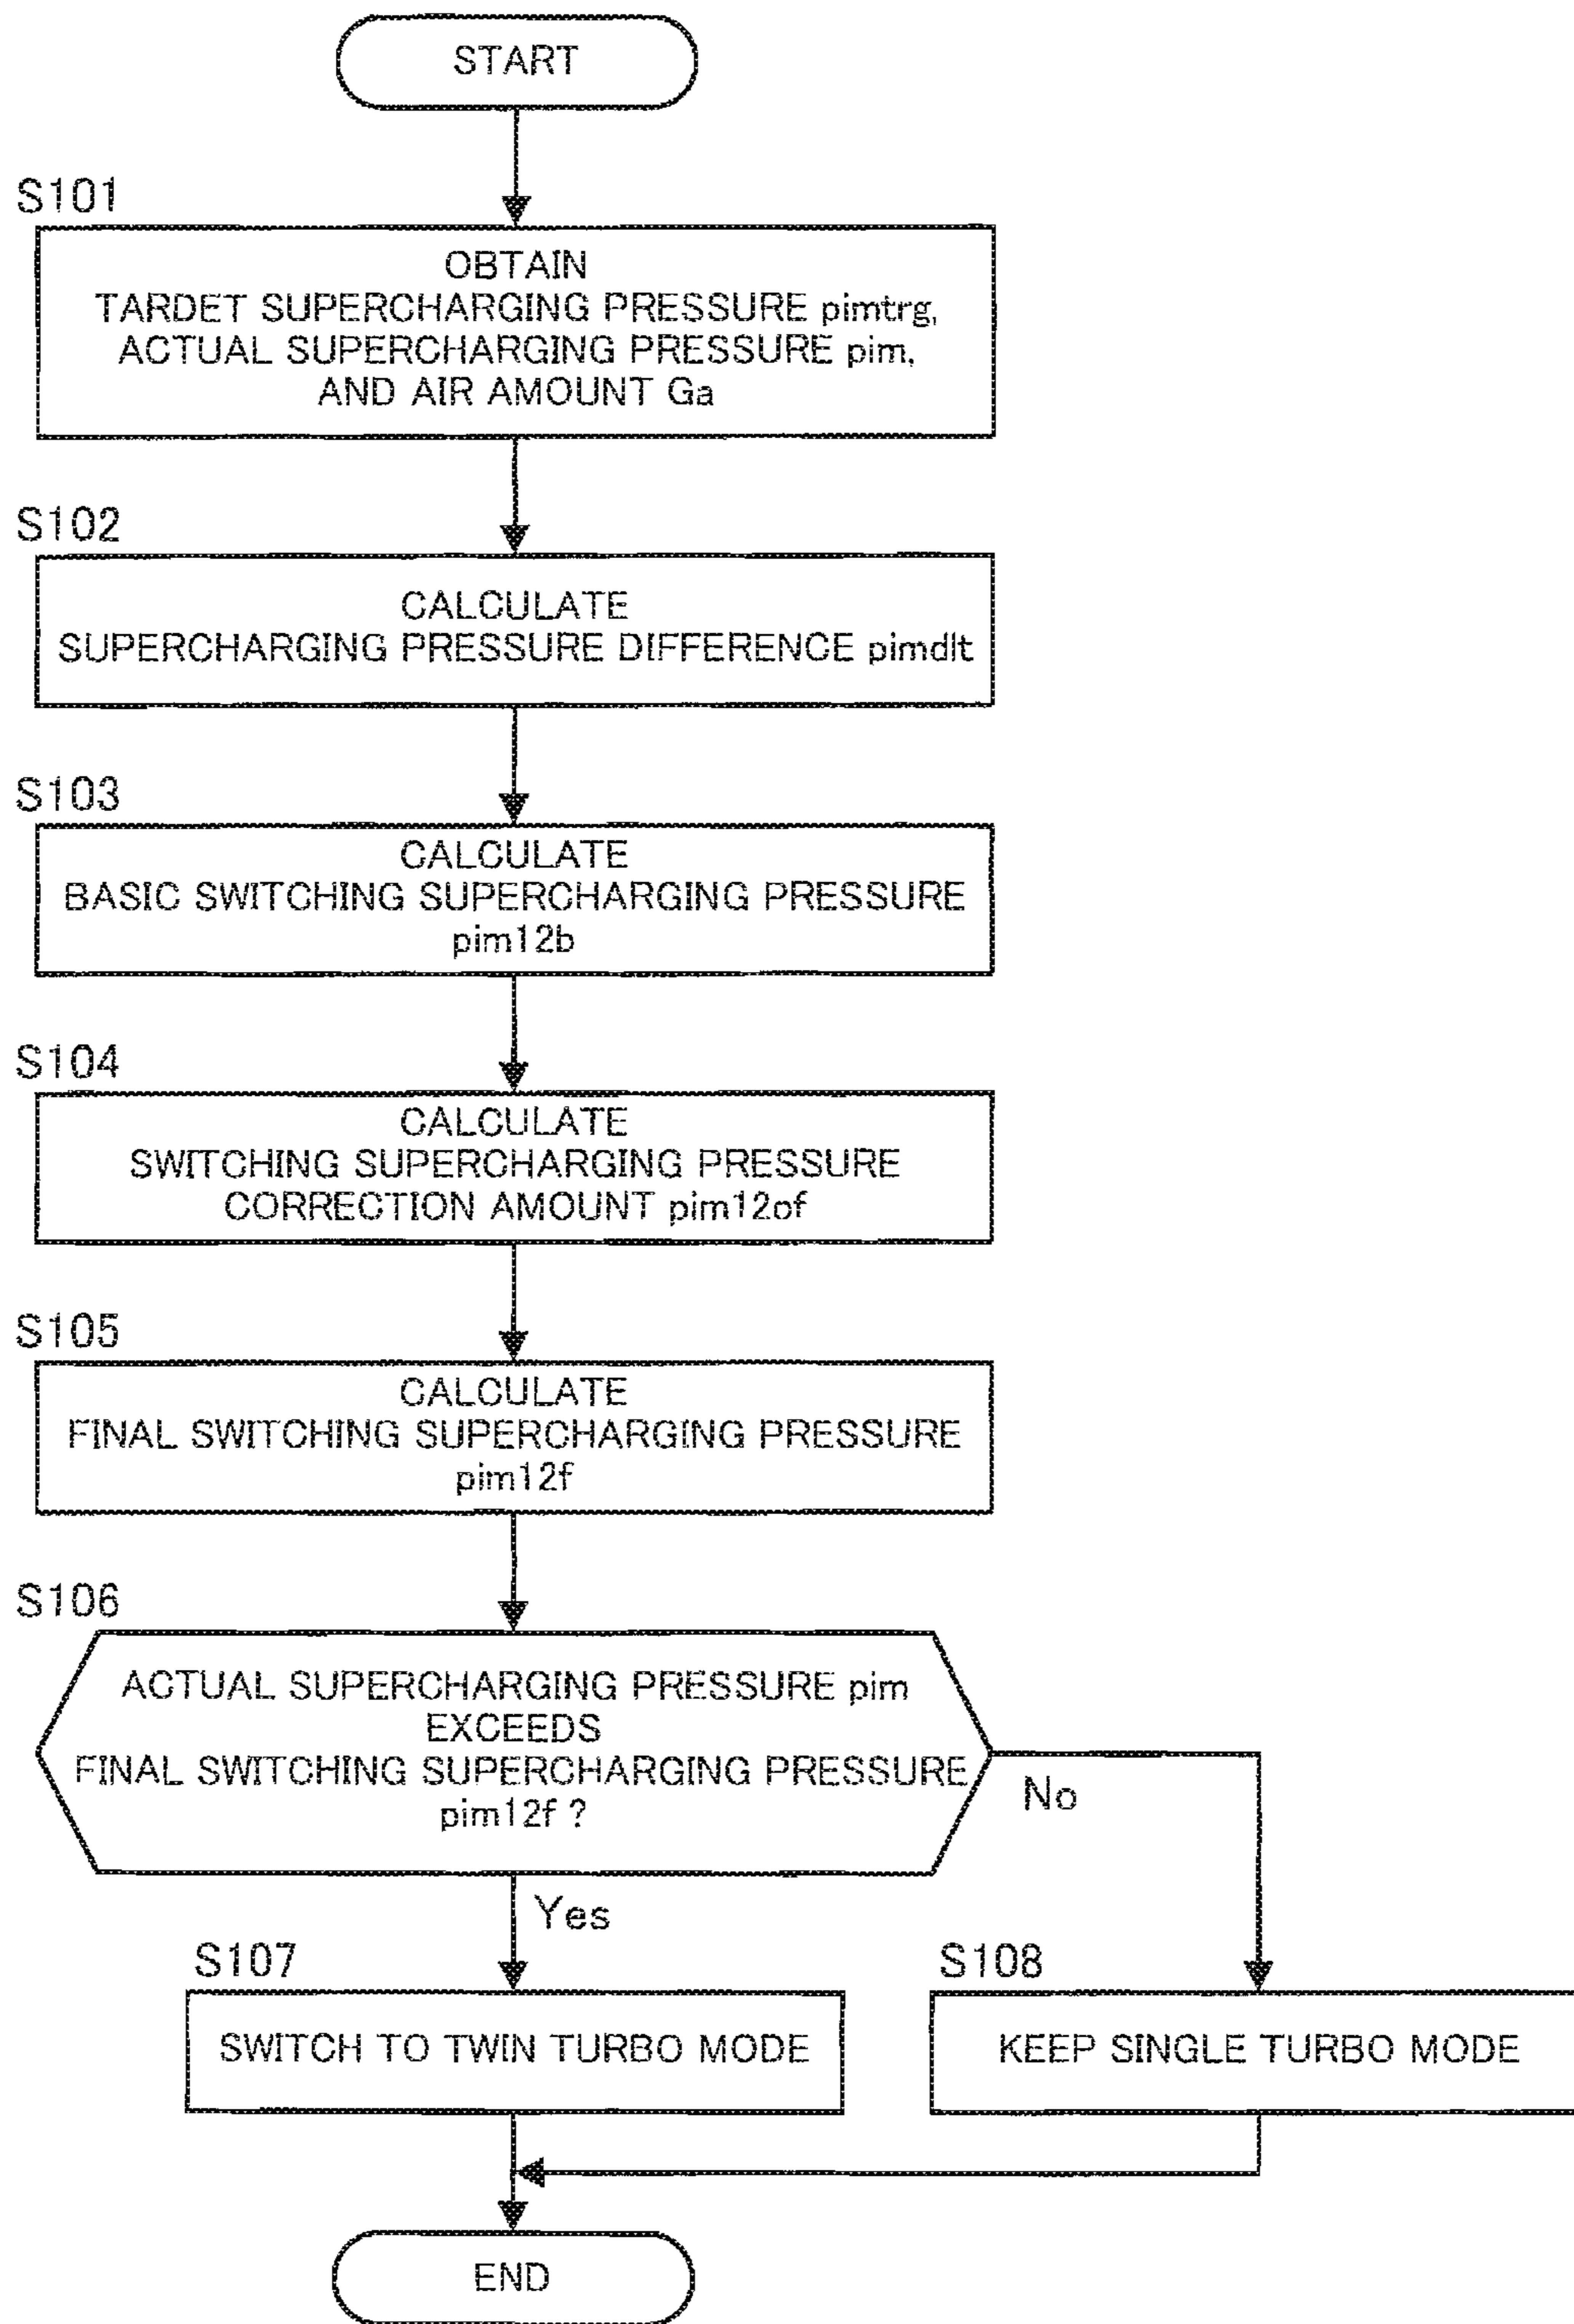 START
S101
OBTAIN
TARDET SUPERCHARGING PRESSURE pimtrg,
ACTUAL SUPERCHARGING PRESSURE pim,
AND AIR AMOUNT Ga
S102
CALCULATE
SUPERCHARGING PRESSURE DIFFERENCE pimdlt
S103
CALCULATE
BASIC SWITCHING SUPERCHARGING PRESSURE
pim12b
S104
CALCULATE
SWITCHING SUPERCHARGING PRESSURE
CORRECTION AMOUNT pim12of
S105
CALCULATE
FINAL SWITCHING SUPERCHARGING PRESSURE
pim12f
S106
ACTUAL SUPERCHARGING PRESSURE pim
EXCEEDS
FINAL SWITCHING SUPERCHARGING PRESSURE
pim12f ?
No
Yes
S107
SWITCH TO TWIN TURBO MODE
S108
KEEP SINGLE TURBO MODE
END